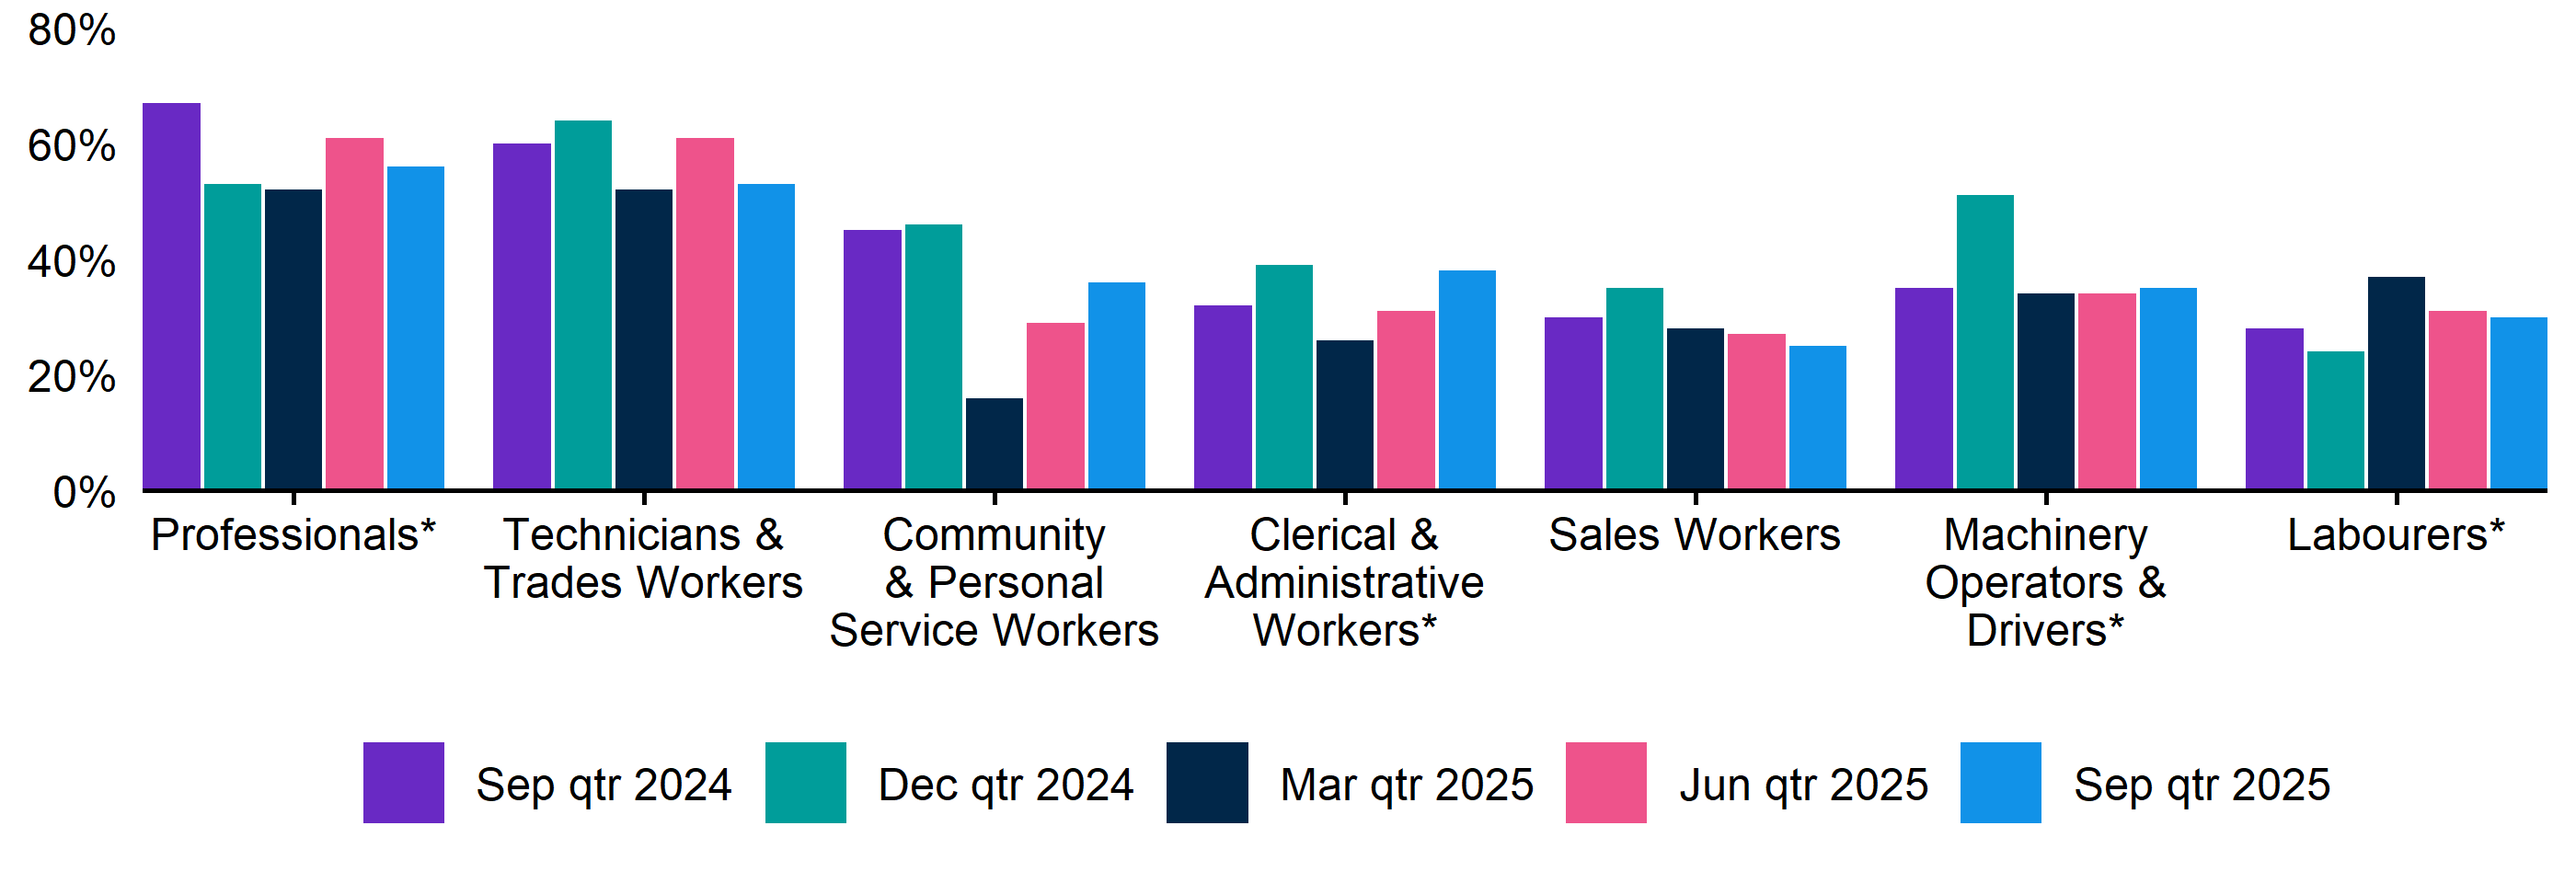 80%
60%
40%
20%
0%
Professionals*
Technicians &
Trades Workers
Community
& Personal
Service Workers
Clerical &
Administrative
Workers*
Sales Workers
Machinery
Operators &
Drivers*
Labourers*
Sep qtr 2024
Dec qtr 2024
Mar qtr 2025
Jun qtr 2025
Sep qtr 2025